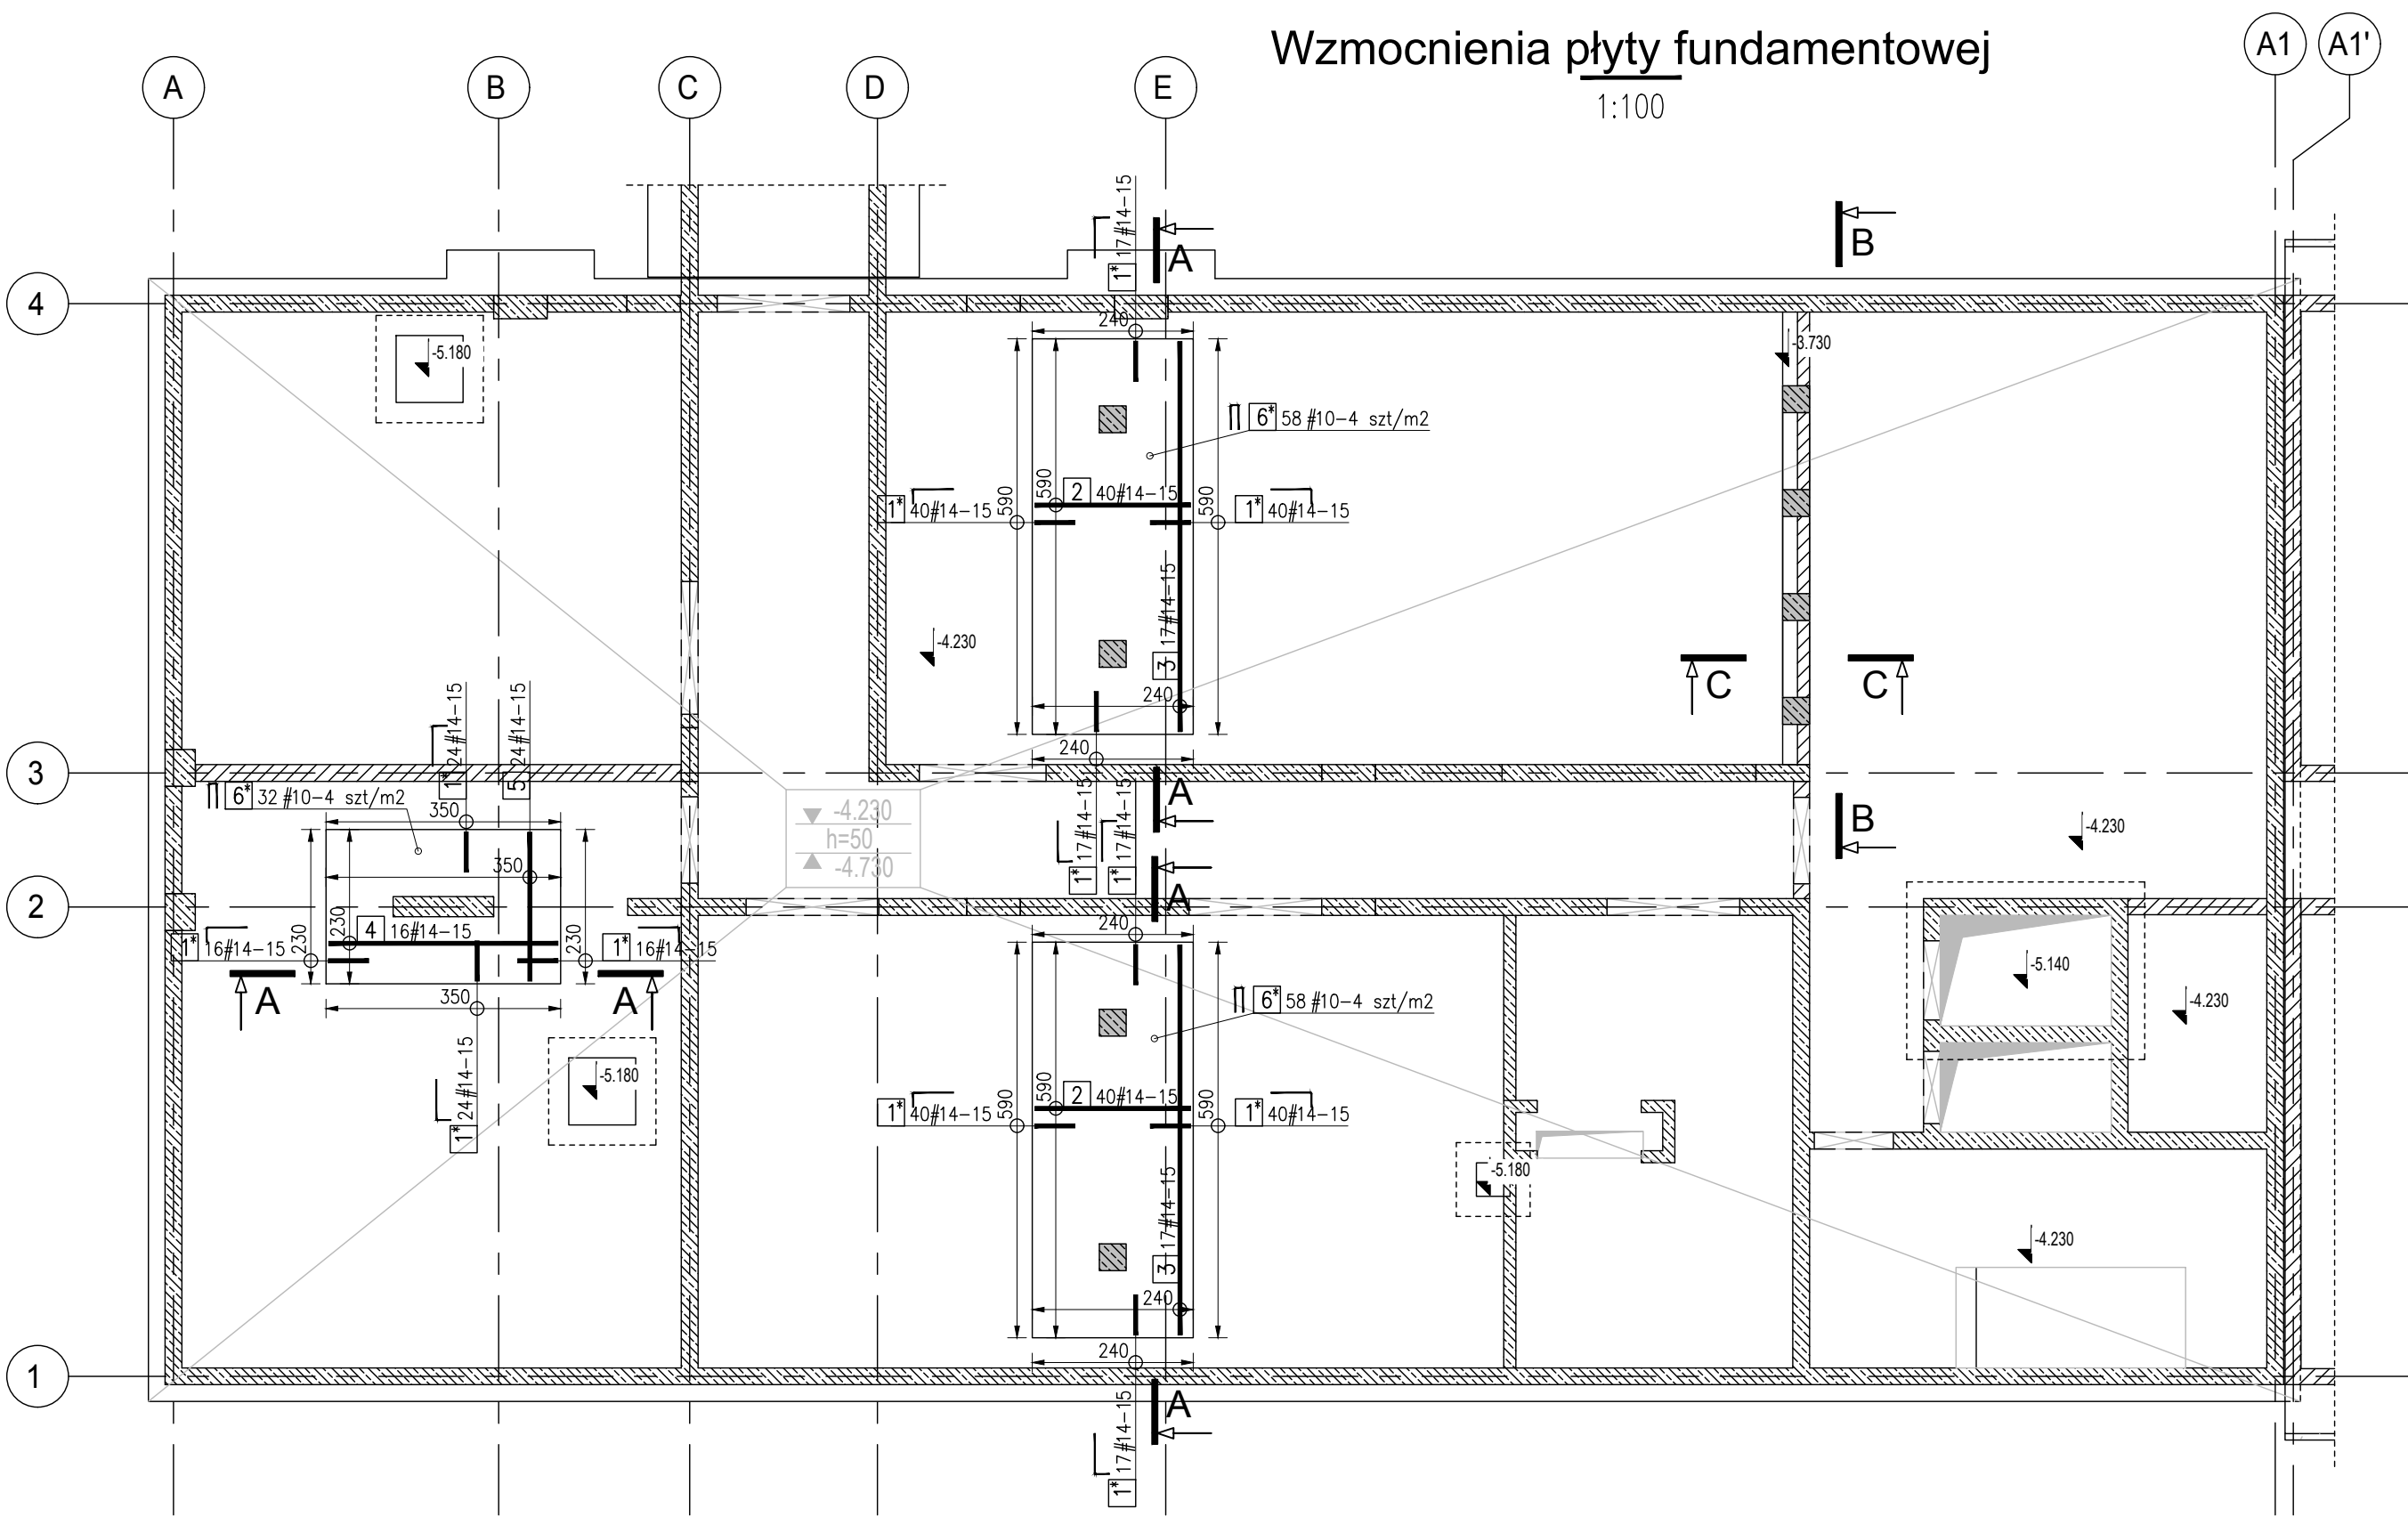 Wzmocnienia płyty fundamentowej
1:100
A
B
C
D
E
A1
A1'
4
3
2
1
1* 17#14-15
A
B
240
-5.180
-3.730
6* 58 #10-4 szt/m2
590
590
590
2 40#14-15
1* 40#14-15
1* 40#14-15
3 17#14-15
-4.230
240
C
C
240
1* 24#14-15
5 24#14-15
6* 32 #10-4 szt/m2
350
350
A
-4.230
h=50
-4.730
1* 17#14-15
1* 17#14-15
B
-4.230
A
230
230
230
4 16#14-15
1* 16#14-15
1* 16#14-15
A
A
350
240
-5.140
-4.230
6* 58 #10-4 szt/m2
1* 24#14-15
-5.180
590
590
590
2 40#14-15
1* 40#14-15
1* 40#14-15
3 17#14-15
-5.180
-4.230
240
240
A
1* 17#14-15